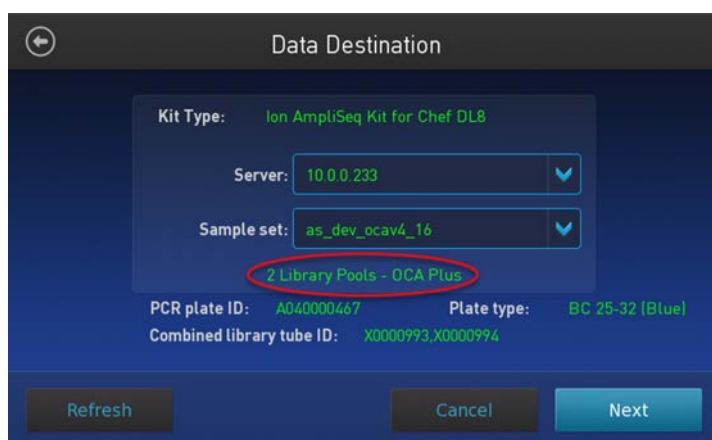 Data Destination
Kit Type: Ion AmpliSeq Kit for Chef DL8
Server: 10.0.0.233
Sample set: as_dev_ocav4_16
2 Library Pools - OCA Plus
PCR plate ID: A040000467 Plate type: BC 25-32 (Blue)
Combined library tube ID: X0000993,X0000994
Refresh Cancel Next